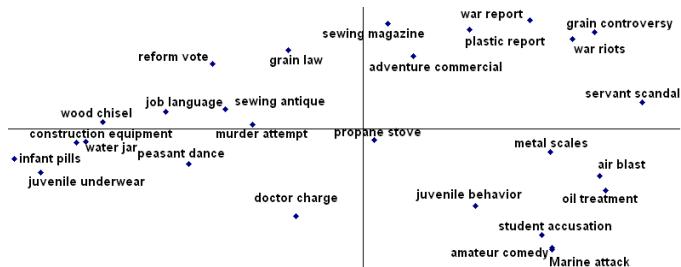 war report
grain controversy
sewing magazine
plastic report
war riots
reform vote
grain law
adventure commercial
servant scandal
job language
sewing antique
wood chisel
construction equipment
murder attempt
propane stove
water jar
peasant dance
metal scales
infant pills
air blast
juvenile underwear
doctor charge
juvenile behavior
oil treatment
student accusation
amateur comedy
Marine attack